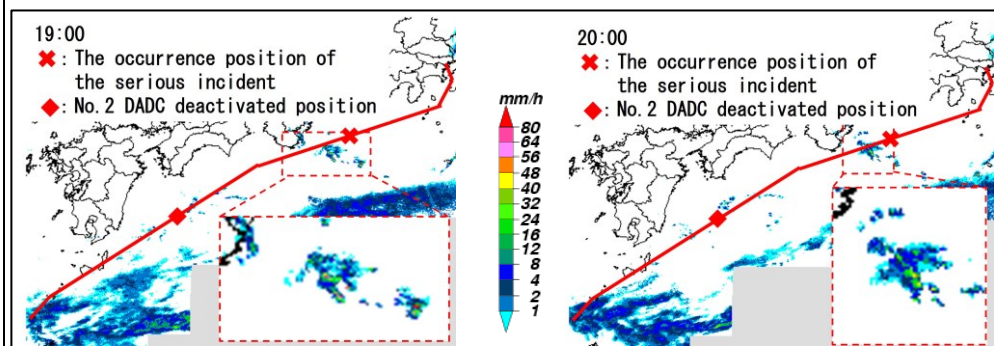 19:00
✖: The occurrence position of
the serious incident
◆: No.2 DADC deactivated position
mm/h
80
64
56
48
40
32
24
16
12
8
4
2
1
20:00
✖: The occurrence position of
the serious incident
◆: No.2 DADC deactivated position